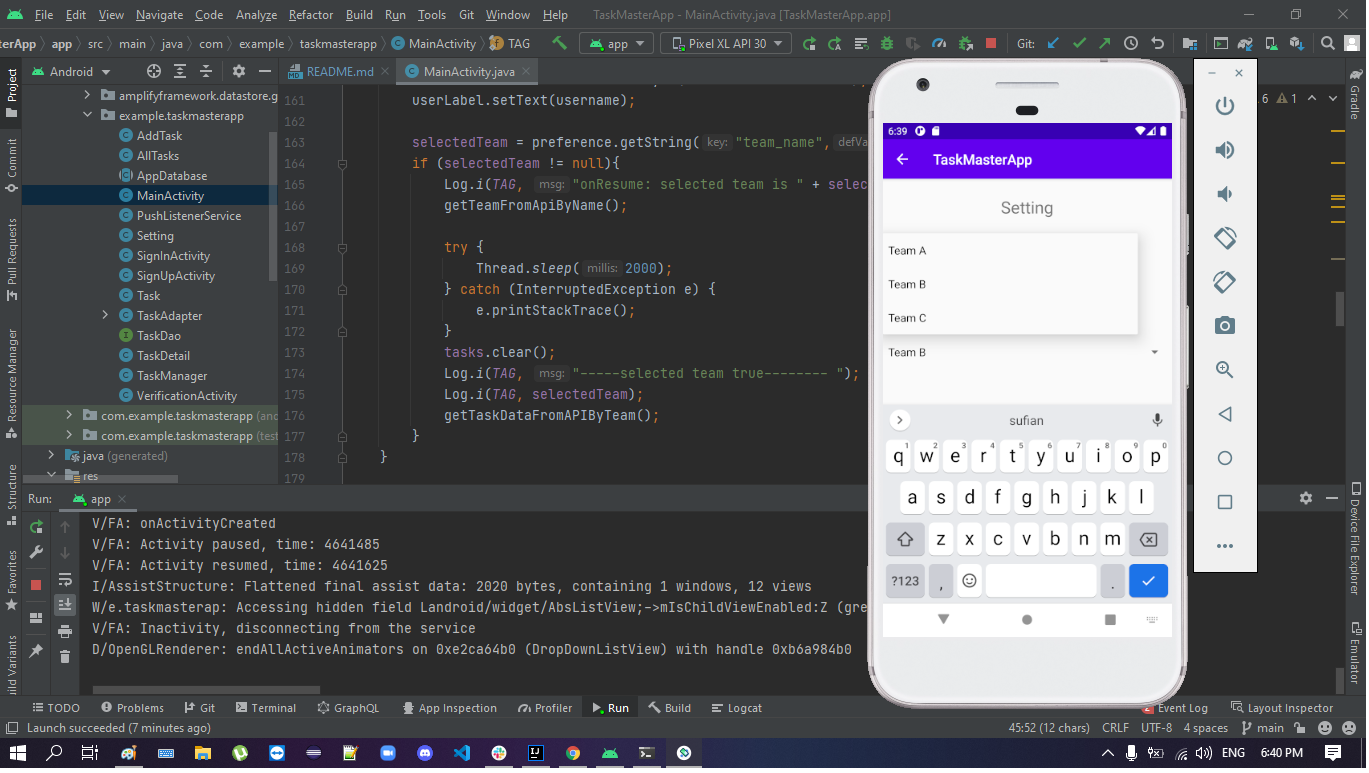 File Edit View Navigate Code Analyze Refactor Build Run Tools Git Window Help TaskMasterApp - MainActivity.java [TaskMasterApp.app]
terApp app src main java com example taskmasterapp MainActivity TAG app Pixel XL API 30 Git:
Project
Commit
Pull Requests
Resource Manager
Structure
Favorites
Build Variants
Android
amplifyframework.datastore.g
example.taskmasterapp
AddTask
AllTasks
AppDatabase
MainActivity
PushListenerService
Setting
SignInActivity
SignUpActivity
Task
TaskAdapter
TaskDao
TaskDetail
TaskManager
VerificationActivity
com.example.taskmasterapp (and
com.example.taskmasterapp (test
java (generated)
res
README.md MainActivity.java
161 userLabel.setText(username);
162
163 selectedTeam = preference.getString( key: "team_name", defVa
164 if (selectedTeam != null){
165 Log.i(TAG, msg: "onResume: selected team is " + selec
166 getTeamFromApiByName();
167
168 try {
169 Thread.sleep( millis: 2000);
170 } catch (InterruptedException e) {
171 e.printStackTrace();
172 }
173 tasks.clear();
174 Log.i(TAG, msg: "-----selected team true-------- ");
175 Log.i(TAG, selectedTeam);
176 getTaskDataFromAPIByTeam();
177 }
178 }
179
6 1
6:39
TaskMasterApp
Setting
Team A
Team B
Team C
Team B
sufian
q1 w2 e3 r4 t5 y6 u7 i8 o9 p0
a s d f g h j k l
z x c v b n m
?123 , .
Gradle
Device File Explorer
Emulator
Run: app
V/FA: onActivityCreated
V/FA: Activity paused, time: 4641485
V/FA: Activity resumed, time: 4641625
I/AssistStructure: Flattened final assist data: 2020 bytes, containing 1 windows, 12 views
W/e.taskmasterap: Accessing hidden field Landroid/widget/AbsListView;->mIsChildViewEnabled:Z (gre
V/FA: Inactivity, disconnecting from the service
D/OpenGLRenderer: endAllActiveAnimators on 0xe2ca64b0 (DropDownListView) with handle 0xb6a984b0
TODO Problems Git Terminal GraphQL App Inspection Profiler Run Build Logcat Event Log Layout Inspector
Launch succeeded (7 minutes ago) 45:52 (12 chars) CRLF UTF-8 4 spaces main
ENG 6:40 PM